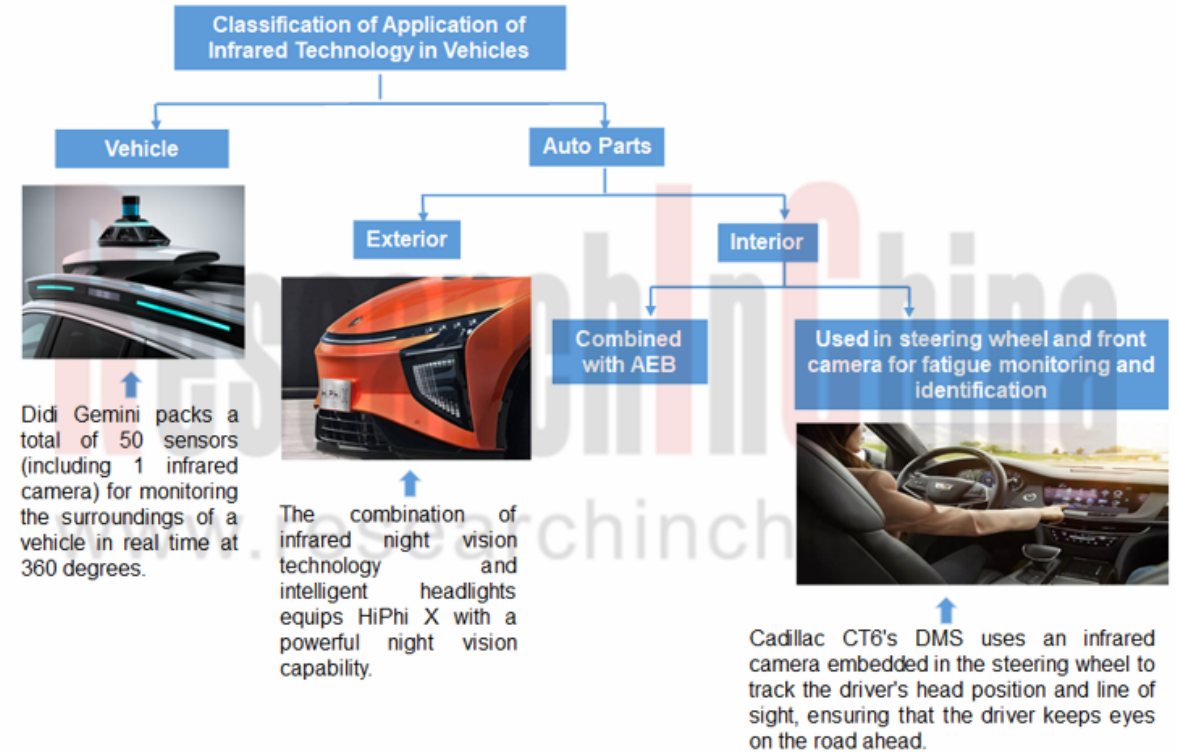 Classification of Application of
Infrared Technology in Vehicles
Vehicle
Auto Parts
Exterior
Interior
Combined
with AEB
Used in steering wheel and front
camera for fatigue monitoring and
identification
Didi Gemini packs a
total of 50 sensors
(including 1 infrared
camera) for monitoring
the surroundings of a
vehicle in real time at
360 degrees.
The combination of
infrared night vision
technology and
intelligent headlights
equips HiPhi X with a
powerful night vision
capability.
Cadillac CT6's DMS uses an infrared
camera embedded in the steering wheel to
track the driver's head position and line of
sight, ensuring that the driver keeps eyes
on the road ahead.
ResearchInChina
www.researchinch